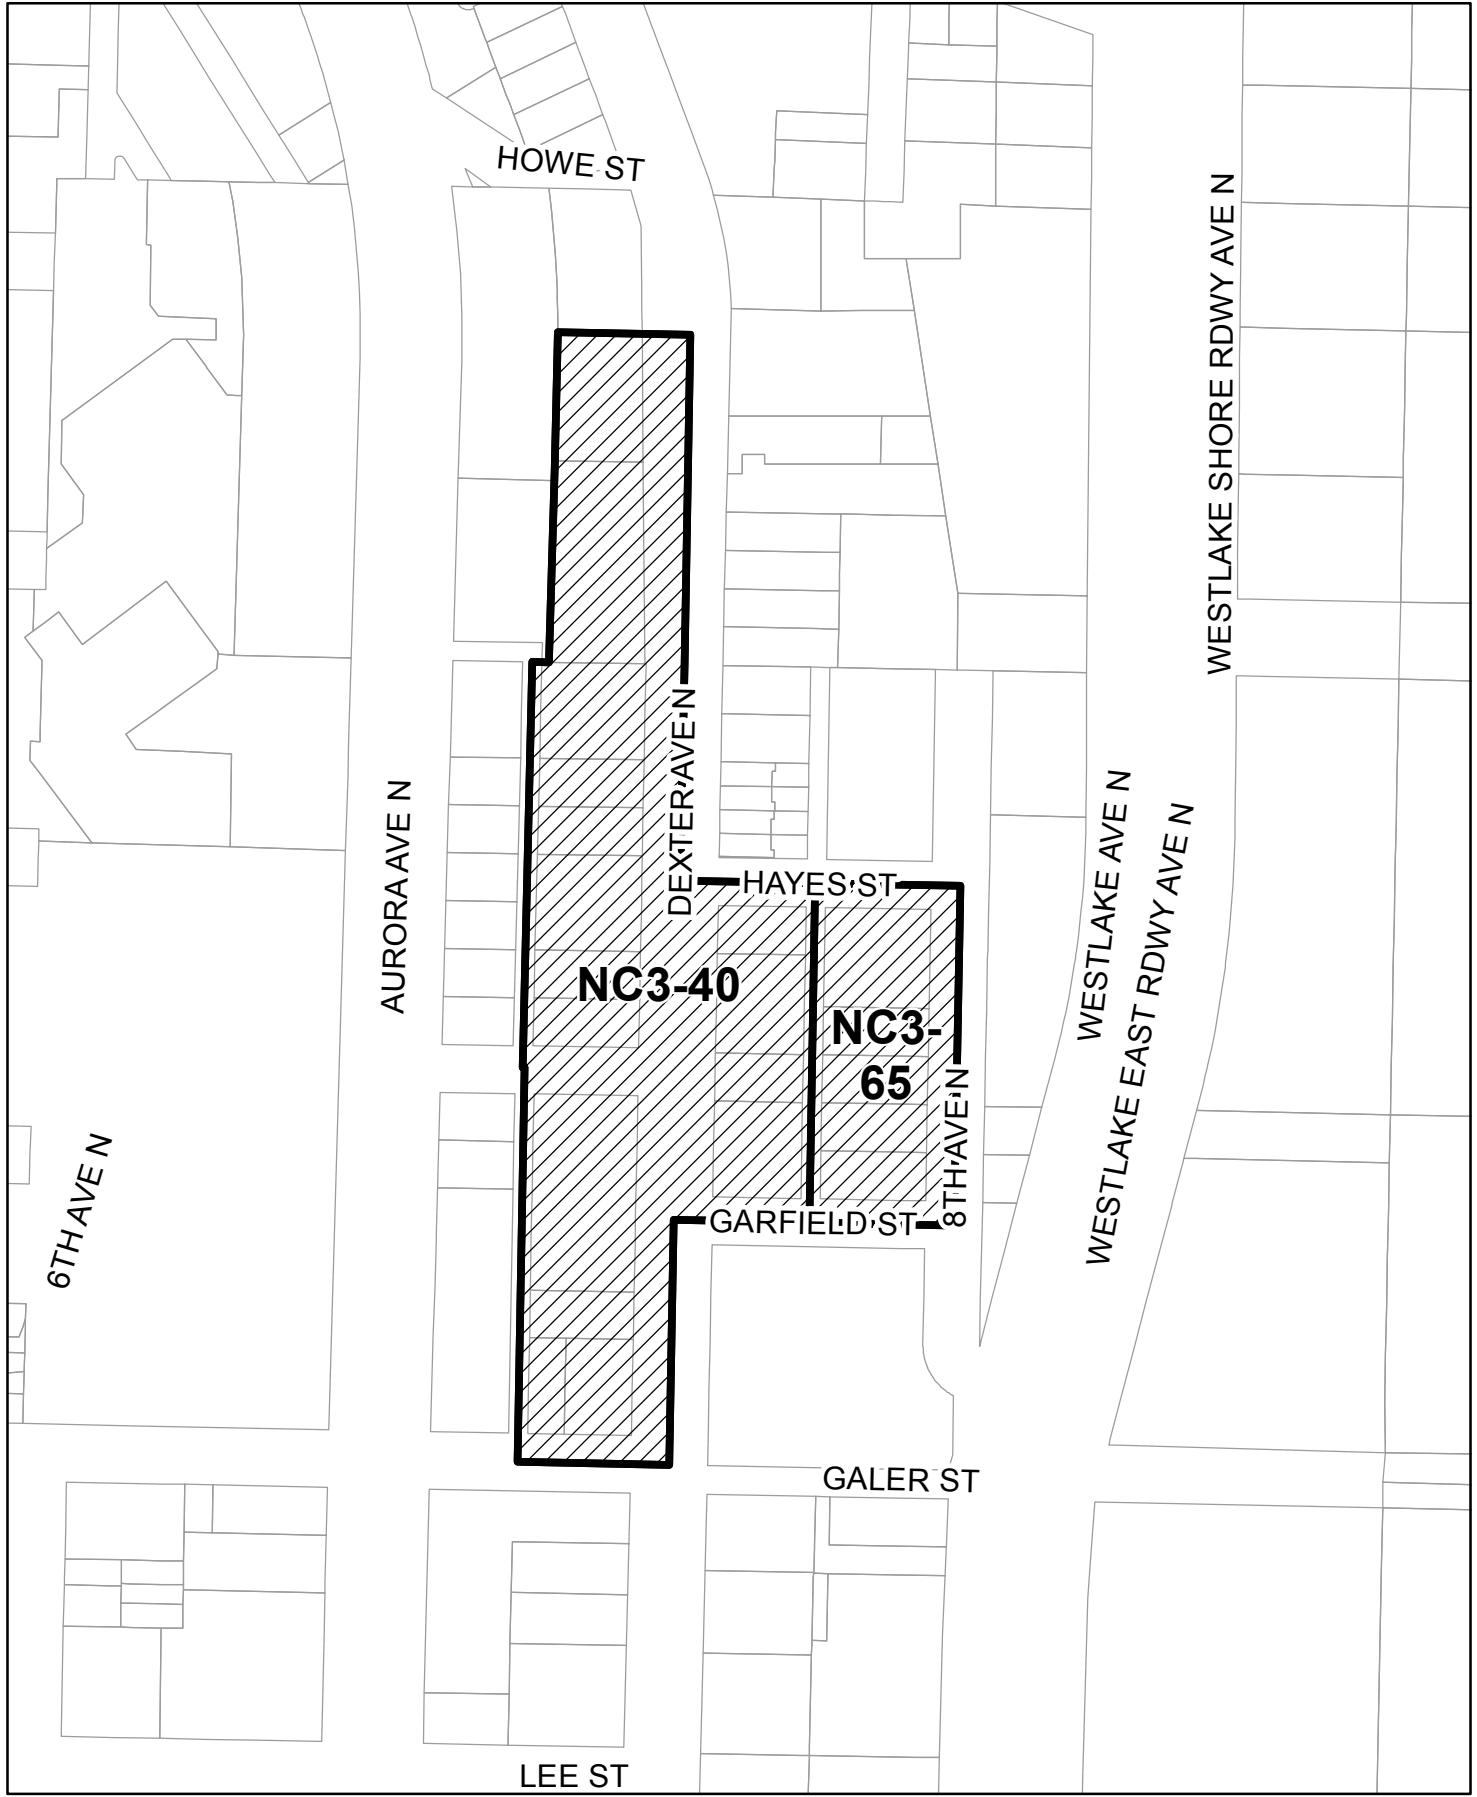 HOWE ST
WESTLAKE SHORE RDWY AVE N
DEXTER AVE N
AURORA AVE N
WESTLAKE AVE N
WESTLAKE EAST RDWY AVE N
HAYES ST
NC3-40
NC3-
65
8TH AVE N
6TH AVE N
GARFIELD ST
GALER ST
LEE ST